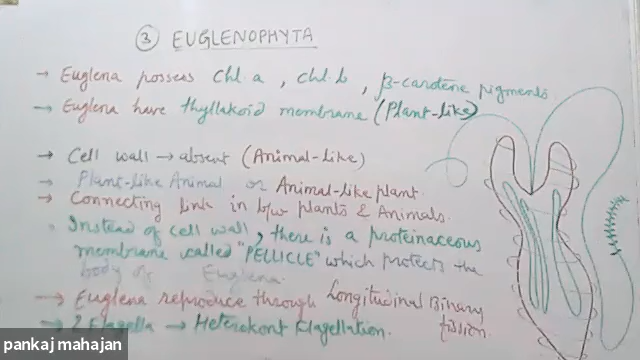 ③ EUGLENOPHYTA
→ Euglena possess chl.a, chl.b, β-carotene pigments
→ Euglena have thyllakoid membrane (Plant-like)
→ Cell wall → absent (Animal-like)
→ Plant-like Animal or Animal-like plant.
→ Connecting link in b/w plants & Animals.
Instead of cell wall, there is a proteinaceous
membrane called "PELLICLE" which protects the
body of Euglena.
→ Euglena reproduce through Longitudinal Binary
fission.
→ 2 Flagella → Heterokont flagellation.
pankaj mahajan